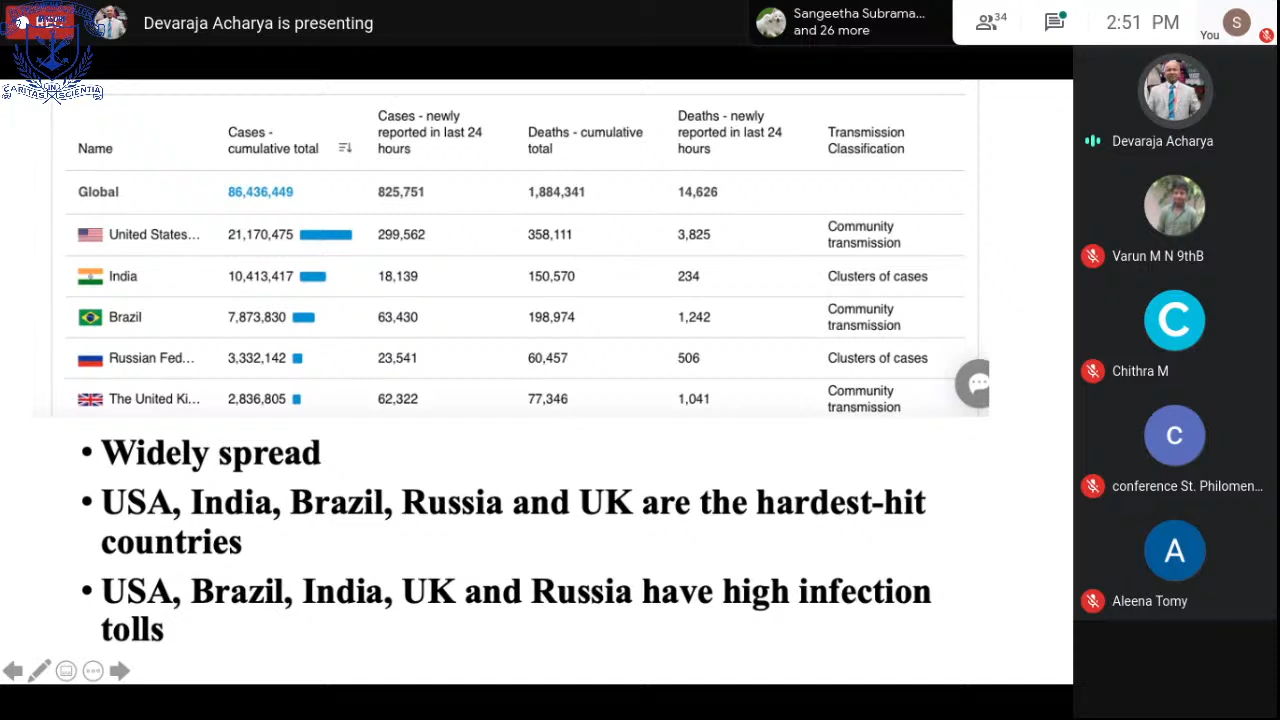 Devaraja Acharya is presenting
Sangeetha Subrama...
and 26 more
34
2:51 PM
You
S
CARITAS SCIENTIA
Name
Cases -
cumulative total
Cases - newly
reported in last 24
hours
Deaths - cumulative
total
Deaths - newly
reported in last 24
hours
Transmission
Classification
Global 86,436,449 825,751 1,884,341 14,626
United States... 21,170,475 299,562 358,111 3,825 Community
transmission
India 10,413,417 18,139 150,570 234 Clusters of cases
Brazil 7,873,830 63,430 198,974 1,242 Community
transmission
Russian Fed... 3,332,142 23,541 60,457 506 Clusters of cases
The United Ki... 2,836,805 62,322 77,346 1,041 Community
transmission
• Widely spread
• USA, India, Brazil, Russia and UK are the hardest-hit
countries
• USA, Brazil, India, UK and Russia have high infection
tolls
Devaraja Acharya
Varun M N 9thB
C
Chithra M
C
conference St. Philomen...
A
Aleena Tomy